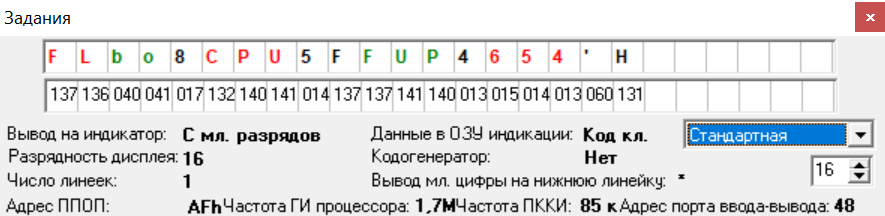 Задания
F L b o 8 C P U 5 F F U P 4 6 5 4 ' H
137 136 040 041 017 132 140 141 014 137 137 141 140 013 015 014 013 060 131
Вывод на индикатор: С мл. разрядов Данные в ОЗУ индикации: Код кл. Стандартная
Разрядность дисплея: 16 Кодогенератор: Нет 16
Число линеек: 1 Вывод мл. цифры на нижнюю линейку: *
Адрес ППОП: AFh Частота ГИ процессора: 1,7М Частота ПККИ: 85 к Адрес порта ввода-вывода: 48